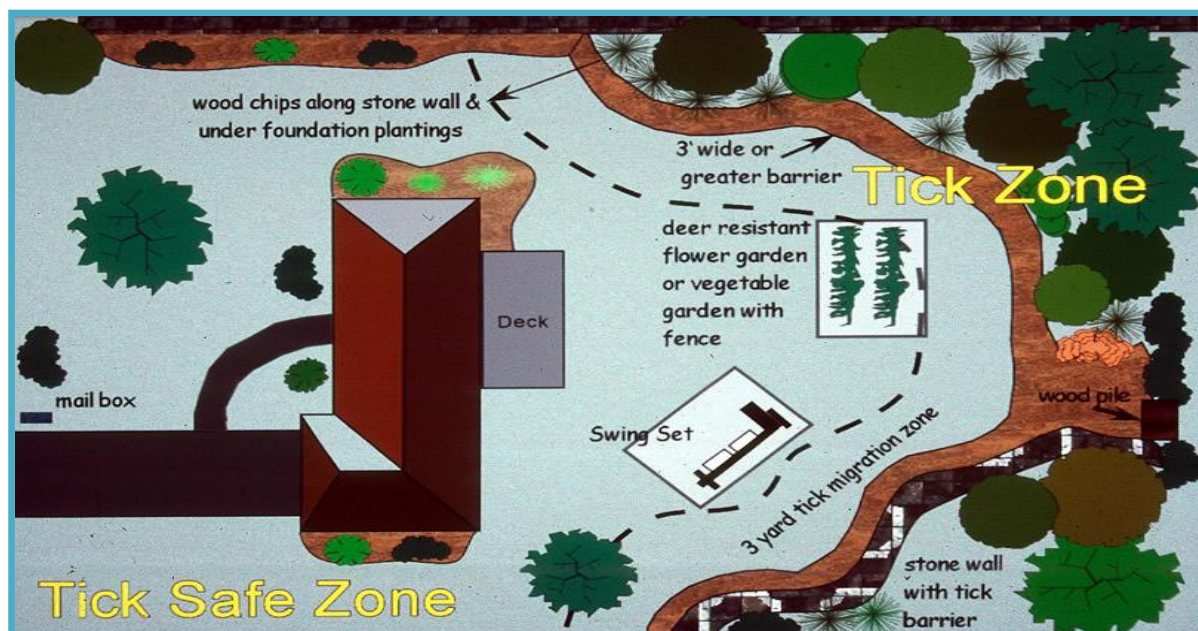 wood chips along stone wall &
under foundation plantings
3' wide or
greater barrier
Tick Zone
deer resistant
flower garden
or vegetable
garden with
fence
Deck
mail box
Swing Set
wood pile
3 yard tick migration zone
stone wall
with tick
barrier
Tick Safe Zone